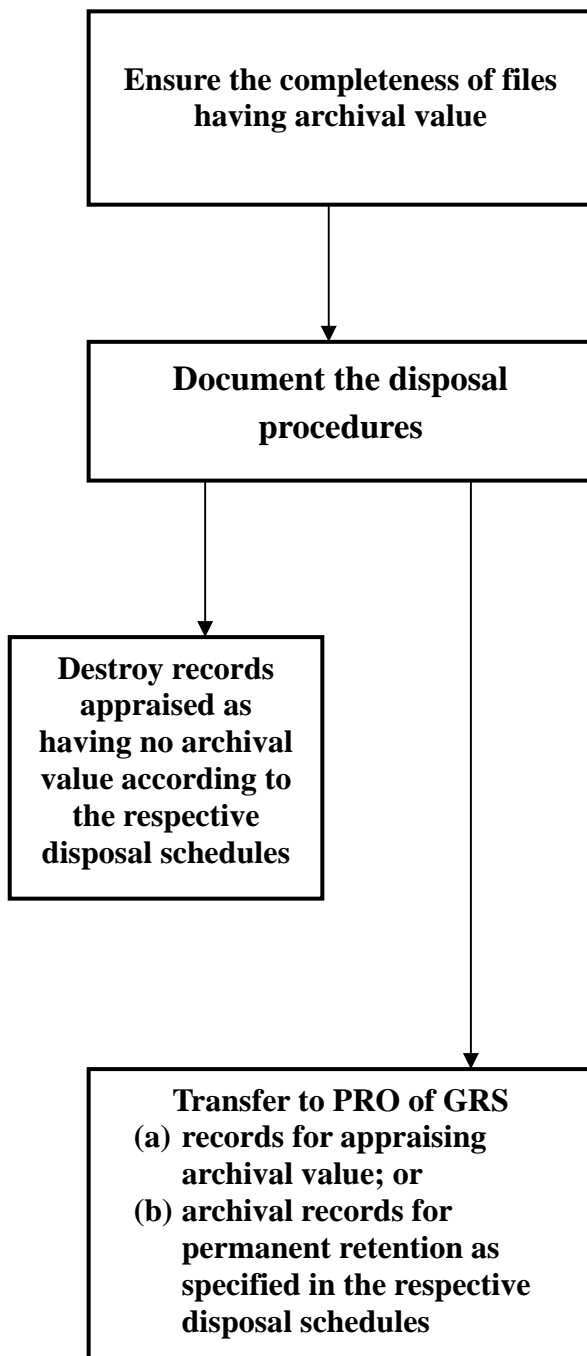 Ensure the completeness of files
having archival value
Document the disposal
procedures
Destroy records
appraised as
having no archival
value according to
the respective
disposal schedules
Transfer to PRO of GRS
(a) records for appraising
archival value; or
(b) archival records for
permanent retention as
specified in the respective
disposal schedules